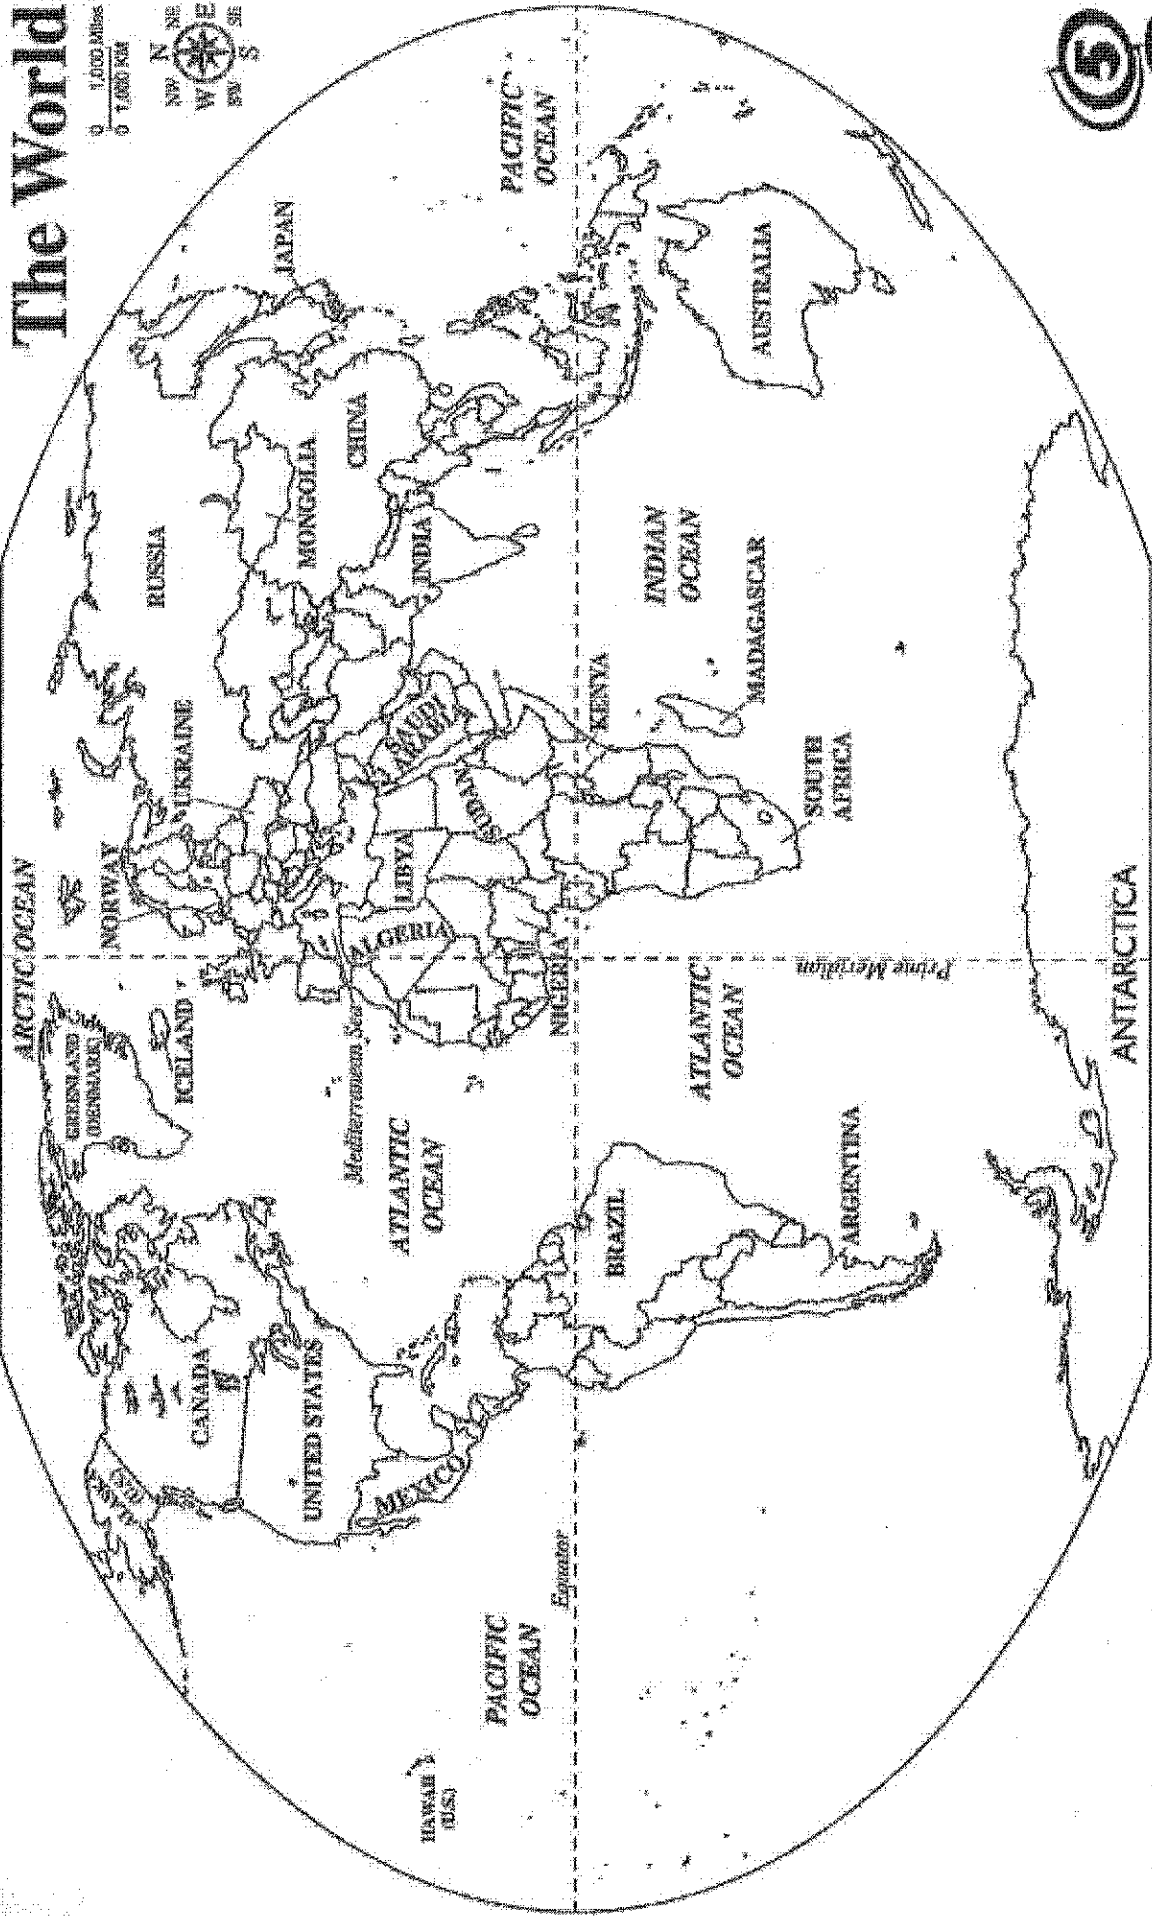 The World
0 1,000 Miles
0 1,000 KM
N
NE
E
SE
S
SW
W
NW
5
ARCTIC OCEAN
GREENLAND
(DENMARK)
ICELAND
NORWAY
UKRAINE
RUSSIA
CANADA
UNITED STATES
MEXICO
HAWAII
(U.S.)
PACIFIC
OCEAN
Equator
ATLANTIC
OCEAN
Mediterranean Sea
ALGERIA
LIBYA
SAUDI
ARABIA
SUDAN
NIGERIA
KENYA
MONGOLIA
CHINA
JAPAN
INDIA
PACIFIC
OCEAN
BRAZIL
ARGENTINA
ATLANTIC
OCEAN
Prime Meridian
SOUTH
AFRICA
MADAGASCAR
INDIAN
OCEAN
AUSTRALIA
ANTARCTICA